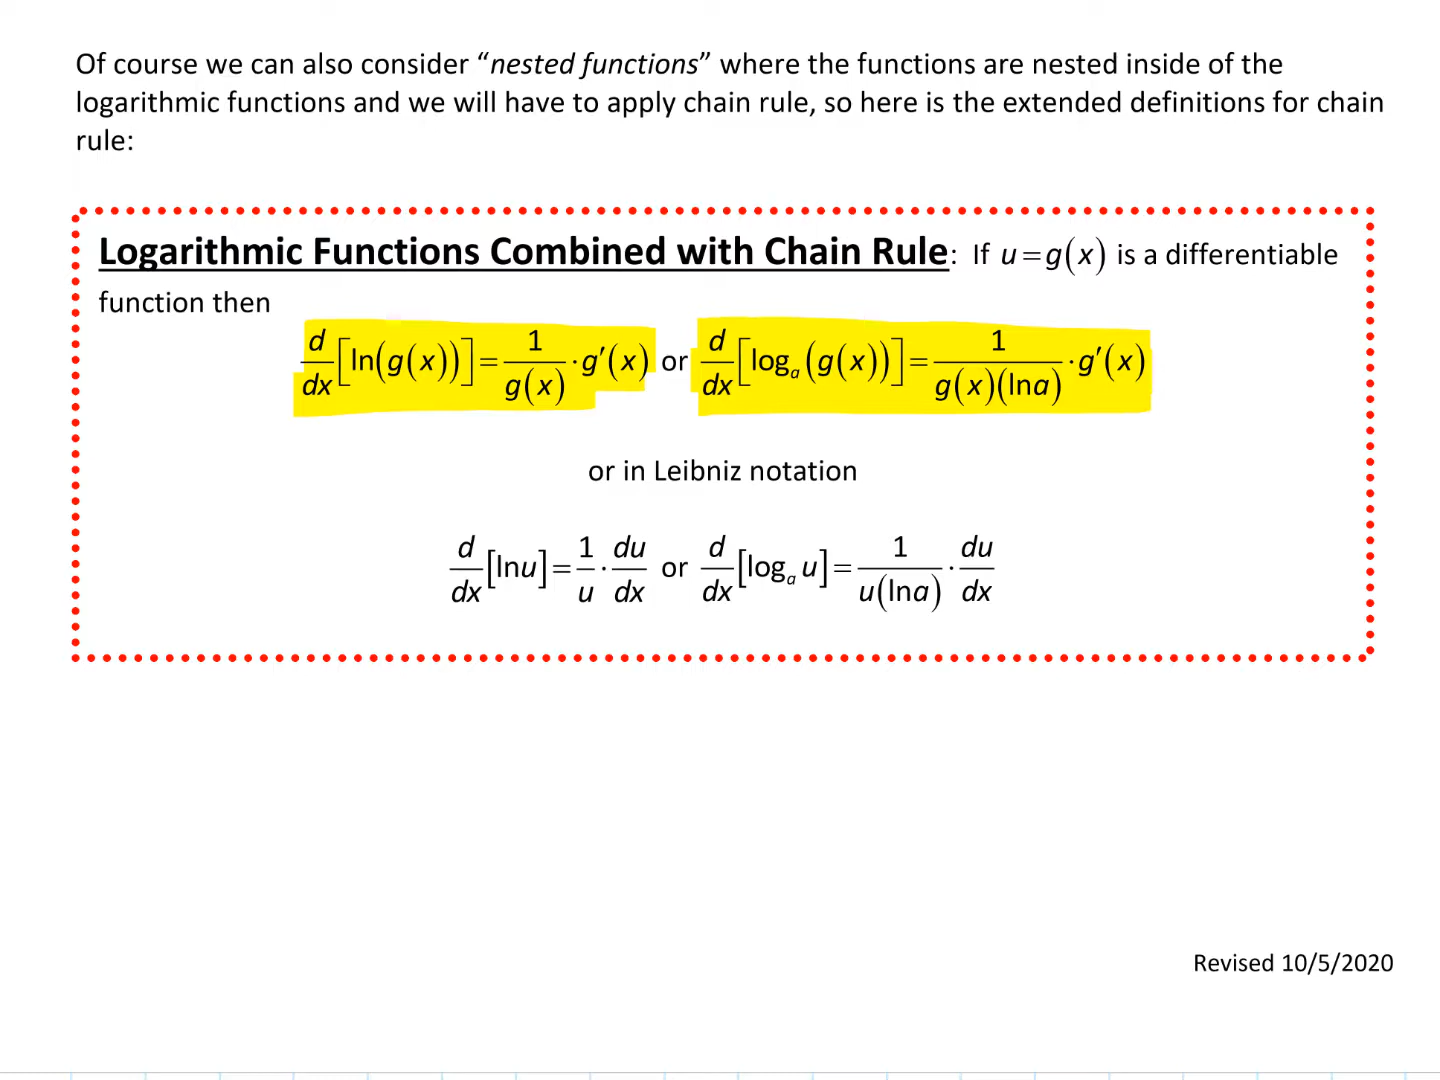 Of course we can also consider “nested functions” where the functions are nested inside of the
logarithmic functions and we will have to apply chain rule, so here is the extended definitions for chain
rule:
Logarithmic Functions Combined with Chain Rule: If u = g(x) is a differentiable
function then
d/dx [ln(g(x))] = 1/g(x) · g′(x) or d/dx [logₐ(g(x))] = 1/(g(x)(ln a)) · g′(x)
or in Leibniz notation
d/dx [ln u] = 1/u · du/dx or d/dx [logₐ u] = 1/(u(ln a)) · du/dx
Revised 10/5/2020